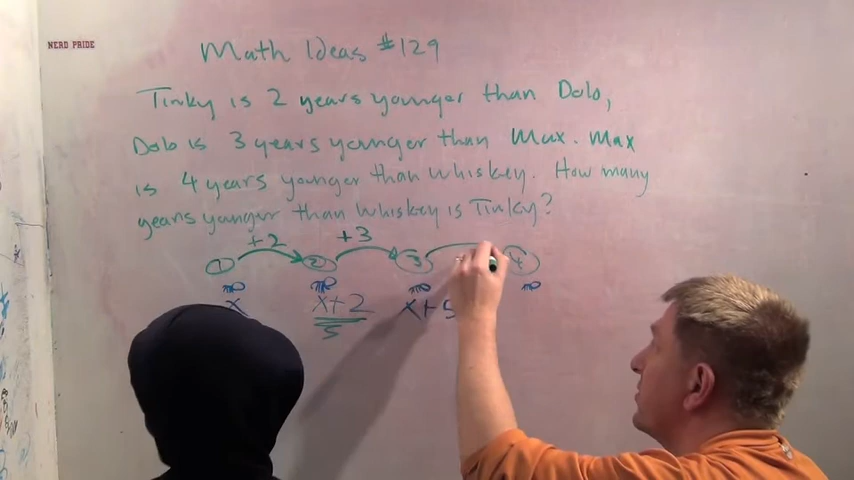 NERD PRIDE
Math Ideas #129
Tinky is 2 years younger than Dolo,
Dolo is 3 years younger than Max. Max
is 4 years younger than Whiskey. How many
years younger than Whiskey is Tinky?
+2 +3
1 2 3 4
x x+2 x+5
5